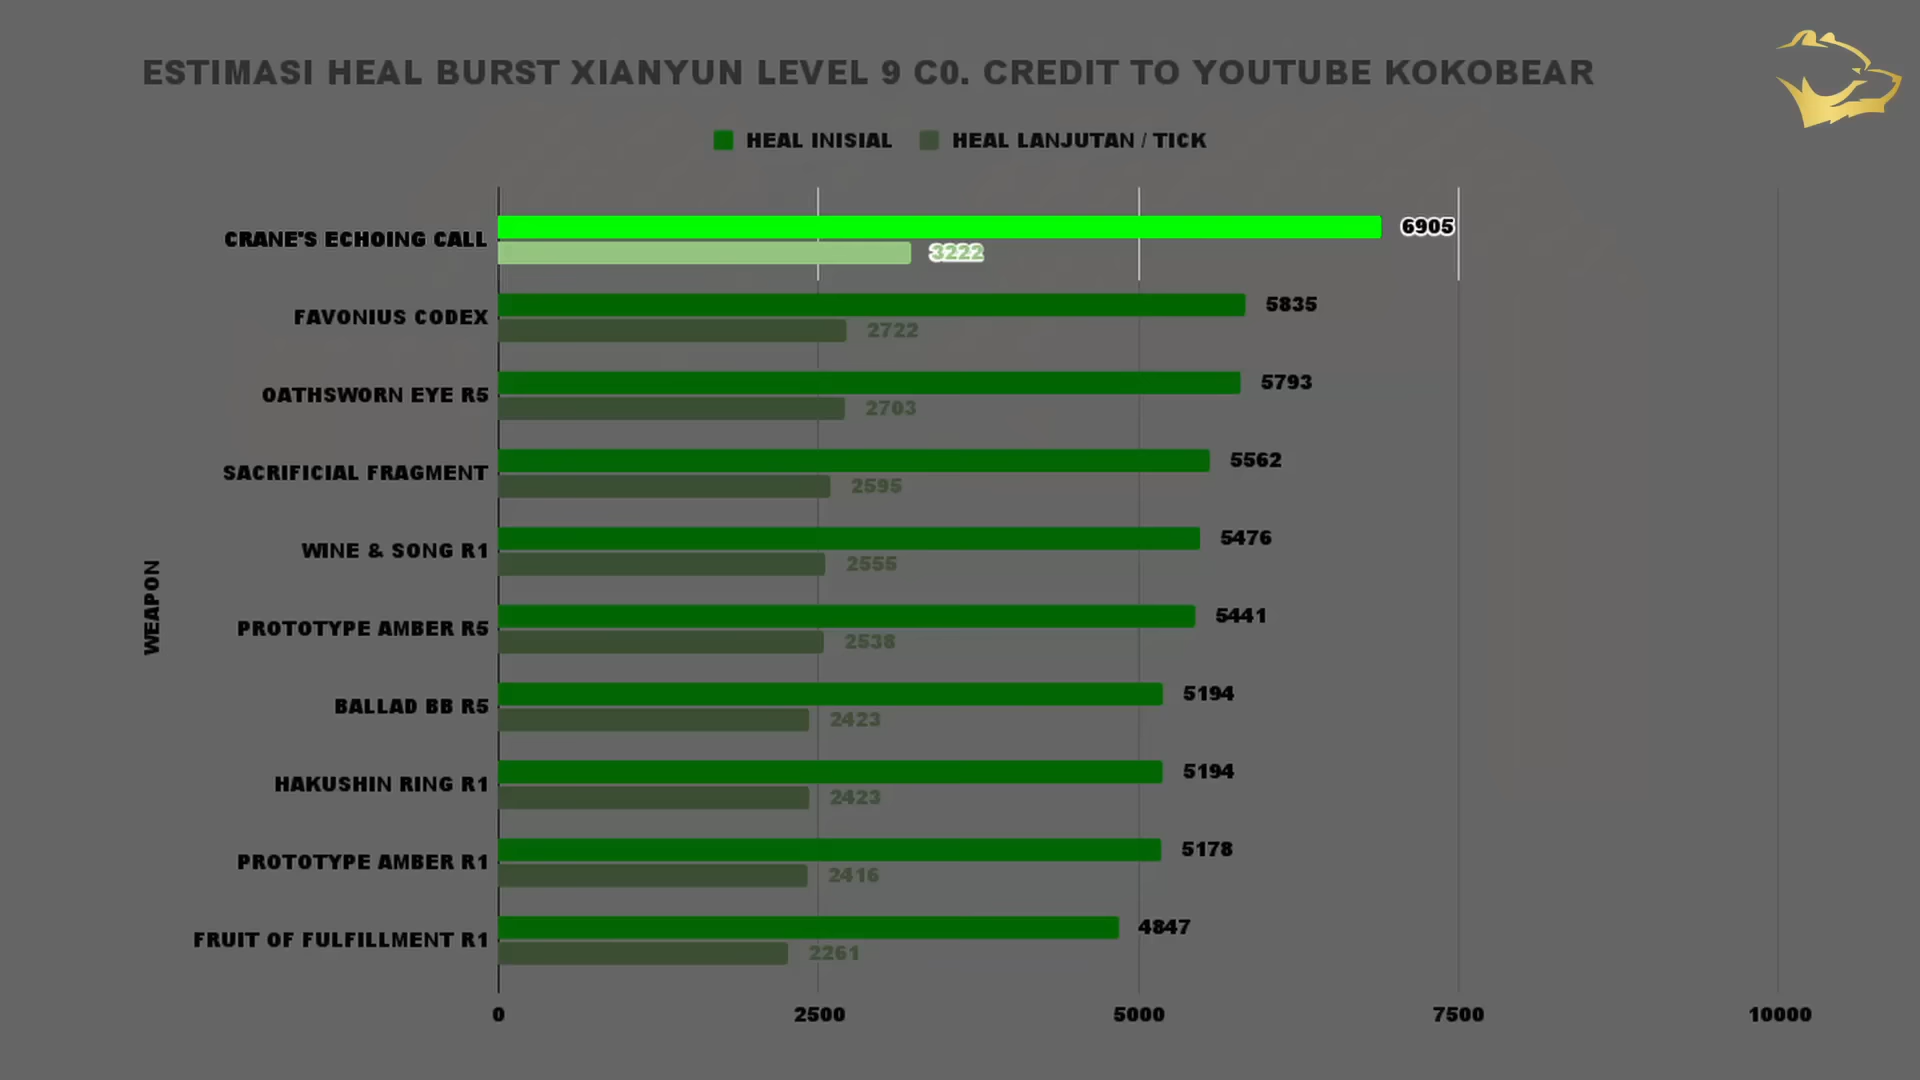 ESTIMASI HEAL BURST XIANYUN LEVEL 9 C0. CREDIT TO YOUTUBE KOKOBEAR
HEAL INISIAL HEAL LANJUTAN / TICK
CRANE'S ECHOING CALL 6905
3222
FAVONIUS CODEX 5835
2722
OATHSWORN EYE R5 5793
2703
SACRIFICIAL FRAGMENT 5562
2595
WINE & SONG R1 5476
2555
PROTOTYPE AMBER R5 5441
2538
BALLAD BB R5 5194
2423
HAKUSHIN RING R1 5194
2423
PROTOTYPE AMBER R1 5178
2416
FRUIT OF FULFILLMENT R1 4847
2261
WEAPON
0 2500 5000 7500 10000